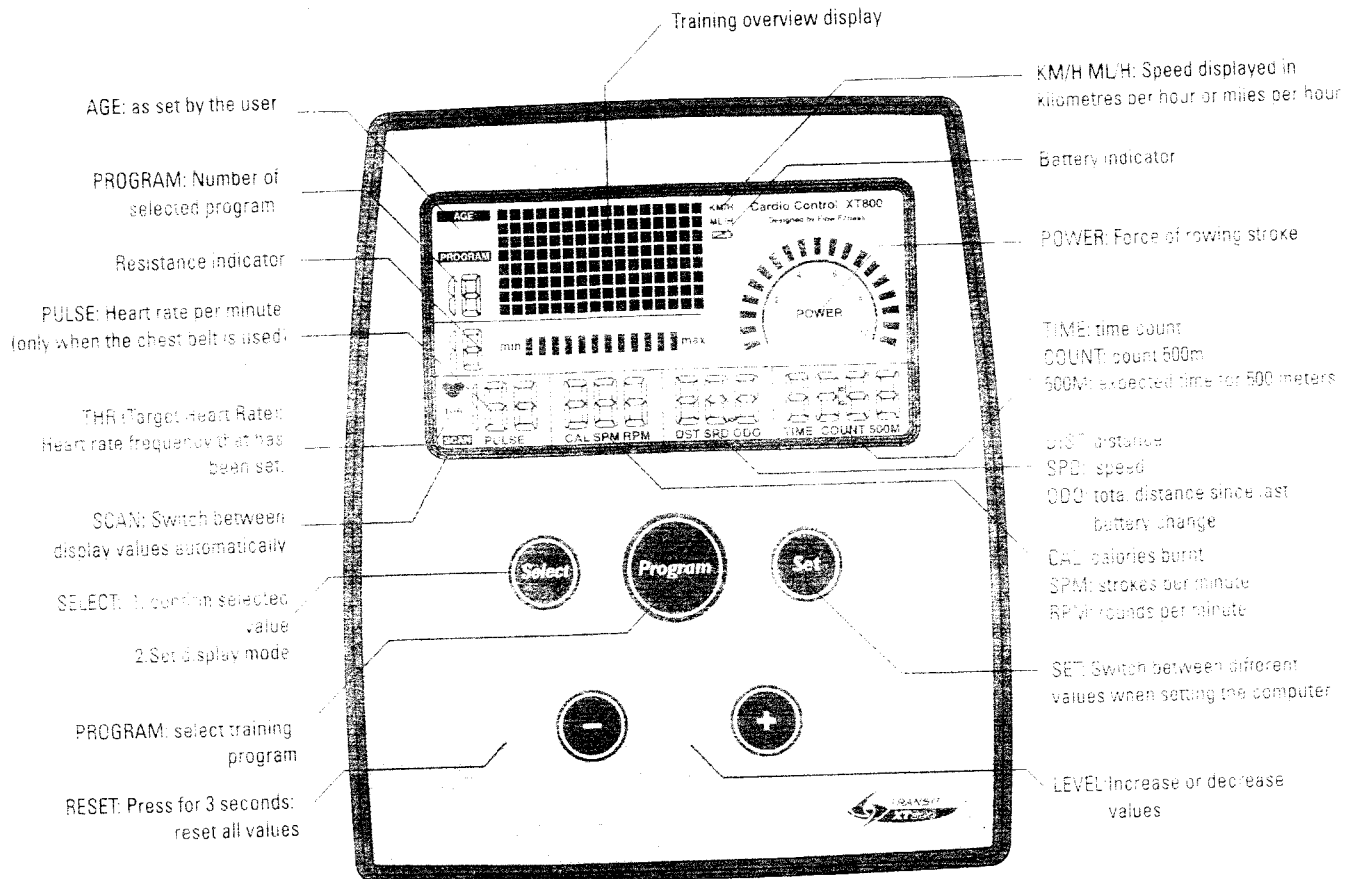 Training overview display
AGE: as set by the user
PROGRAM: Number of
selected program
Resistance indicator
PULSE: Heart rate per minute
(only when the chest belt is used)
THR (Target Heart Rate):
Heart rate frequency that has
been set.
SCAN: Switch between
display values automatically
SELECT: 1. confirm selected
value
2.Set display mode
PROGRAM: select training
program
RESET: Press for 3 seconds:
reset all values
AGE
PROGRAM
KM/H
ML/H
Cardio Control XT800
Designed by Flow Fitness
POWER
min
max
SCAN PULSE CAL SPM RPM DST SPD ODO TIME COUNT 500M
Select
Program
Set
-
+
TRANSIT
KM/H ML/H: Speed displayed in
kilometres per hour or miles per hour
Battery indicator
POWER: Force of rowing stroke
TIME: time count
COUNT: count 500m
500M: expected time for 500 meters
DIST: distance
SPD: speed
ODO: total distance since last
battery change
CAL: calories burnt
SPM: strokes per minute
RPM: rounds per minute
SET: Switch between different
values when setting the computer
LEVEL: Increase or decrease
values